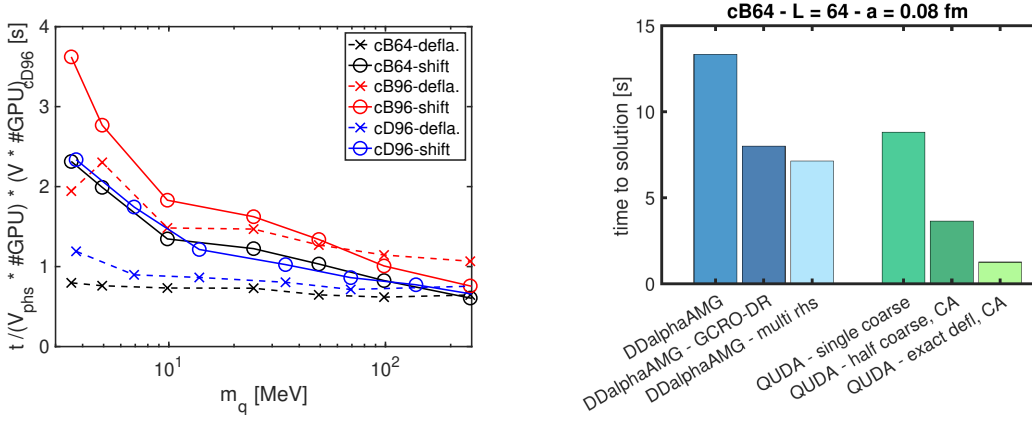 4
3
2
1
0
10^1
10^2
t /(V_phs * #GPU) * (V * #GPU)_cD96 [s]
m_q [MeV]
cB64-defla.
cB64-shift
cB96-defla.
cB96-shift
cD96-defla.
cD96-shift
cB64 - L = 64 - a = 0.08 fm
15
10
5
0
time to solution [s]
DDalphaAMG
DDalphaAMG - GCRO-DR
DDalphaAMG - multi rhs
QUDA - single coarse
QUDA - half coarse, CA
QUDA - exact defl, CA